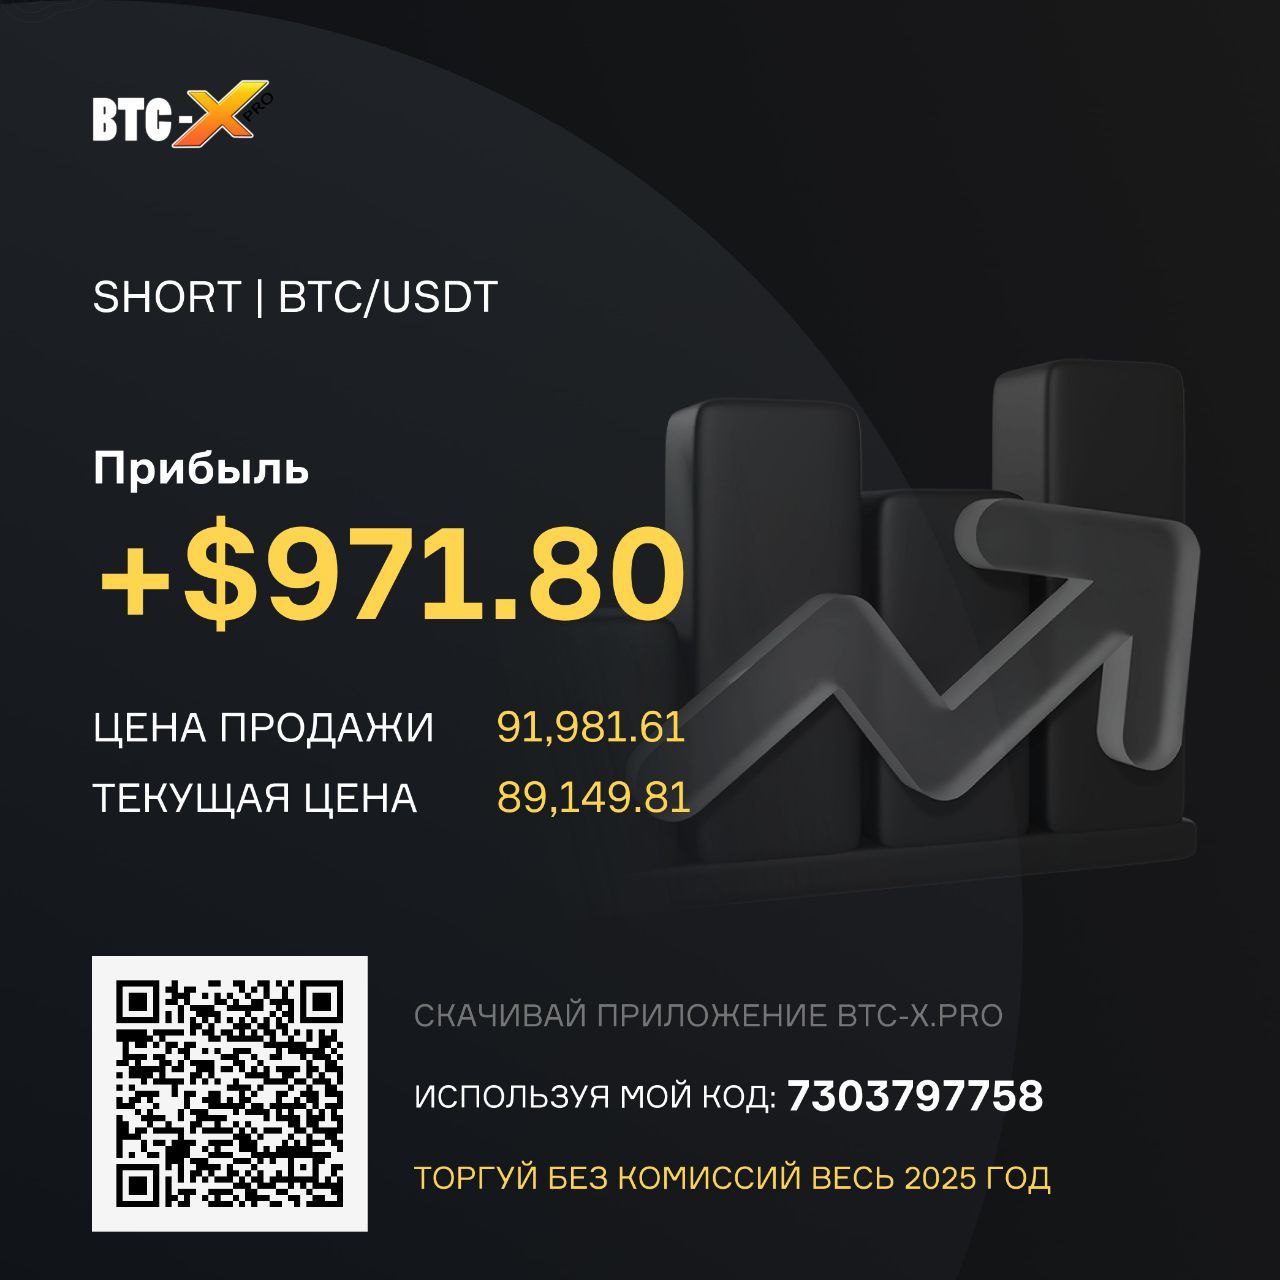 BTC-X PRO
SHORT | BTC/USDT
Прибыль
+$971.80
ЦЕНА ПРОДАЖИ 91,981.61
ТЕКУЩАЯ ЦЕНА 89,149.81
СКАЧИВАЙ ПРИЛОЖЕНИЕ BTC-X.PRO
ИСПОЛЬЗУЯ МОЙ КОД: 7303797758
ТОРГУЙ БЕЗ КОМИССИЙ ВЕСЬ 2025 ГОД